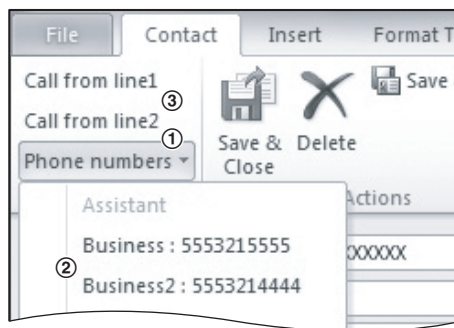 File Contact Insert Format T
Call from line1
③
Call from line2
①
Phone numbers
Save & Close
Delete
Save
Actions
Assistant
Business : 5553215555
XXXXXX
②
Business2 : 5553214444